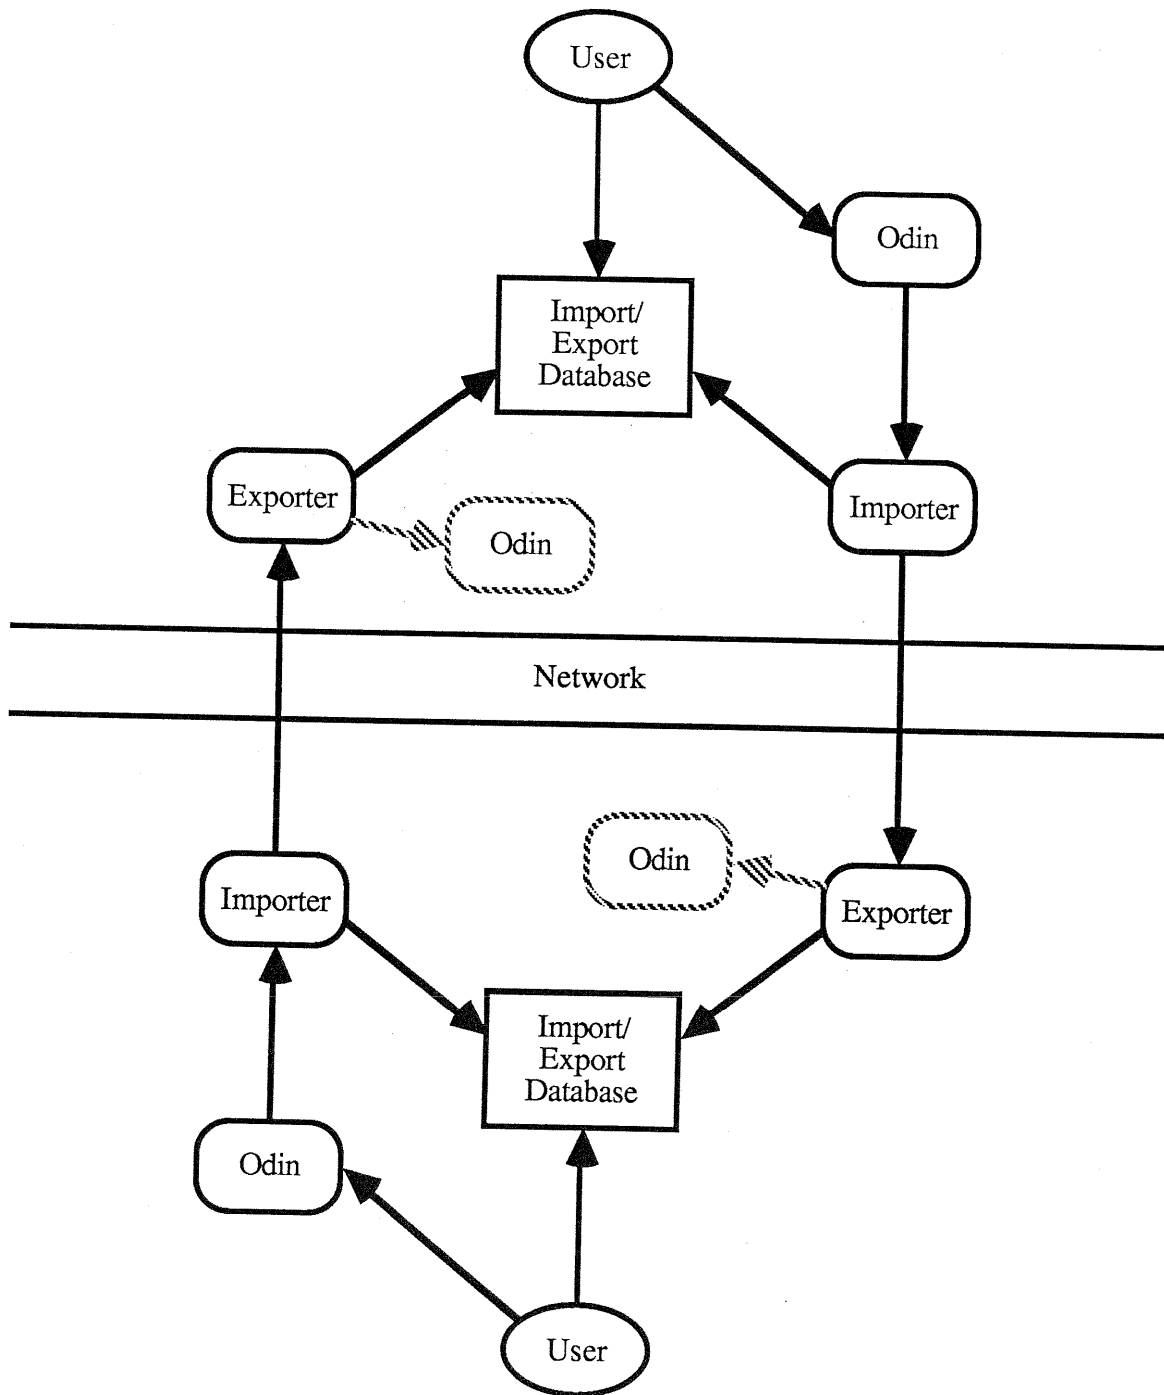 User
Odin
Import/
Export
Database
Exporter
Importer
Odin
Network
Odin
Importer
Exporter
Import/
Export
Database
Odin
User